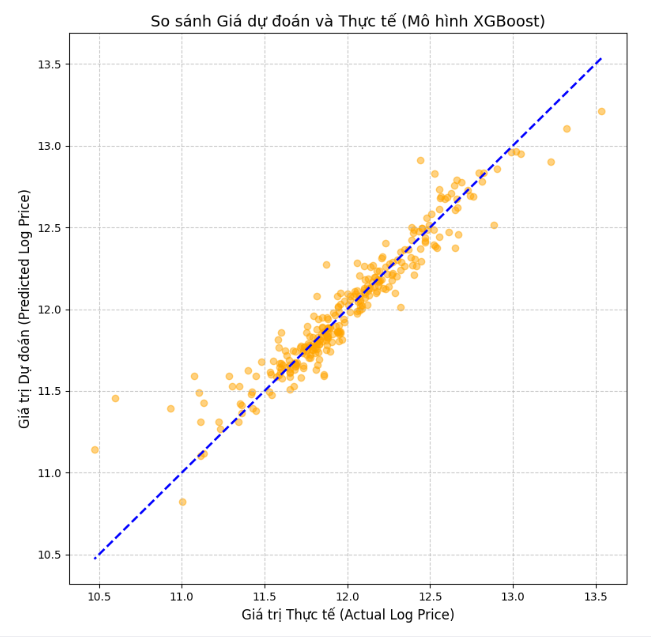 So sánh Giá dự đoán và Thực tế (Mô hình XGBoost)
13.5
13.0
12.5
12.0
11.5
11.0
10.5
Giá trị Dự đoán (Predicted Log Price)
10.5 11.0 11.5 12.0 12.5 13.0 13.5
Giá trị Thực tế (Actual Log Price)